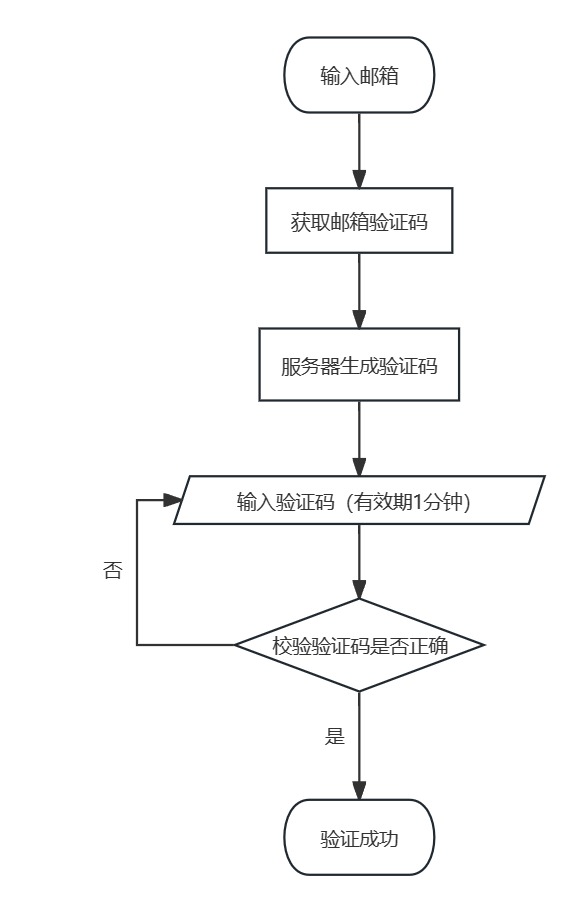 输入邮箱
获取邮箱验证码
服务器生成验证码
输入验证码（有效期1分钟）
否
校验验证码是否正确
是
验证成功